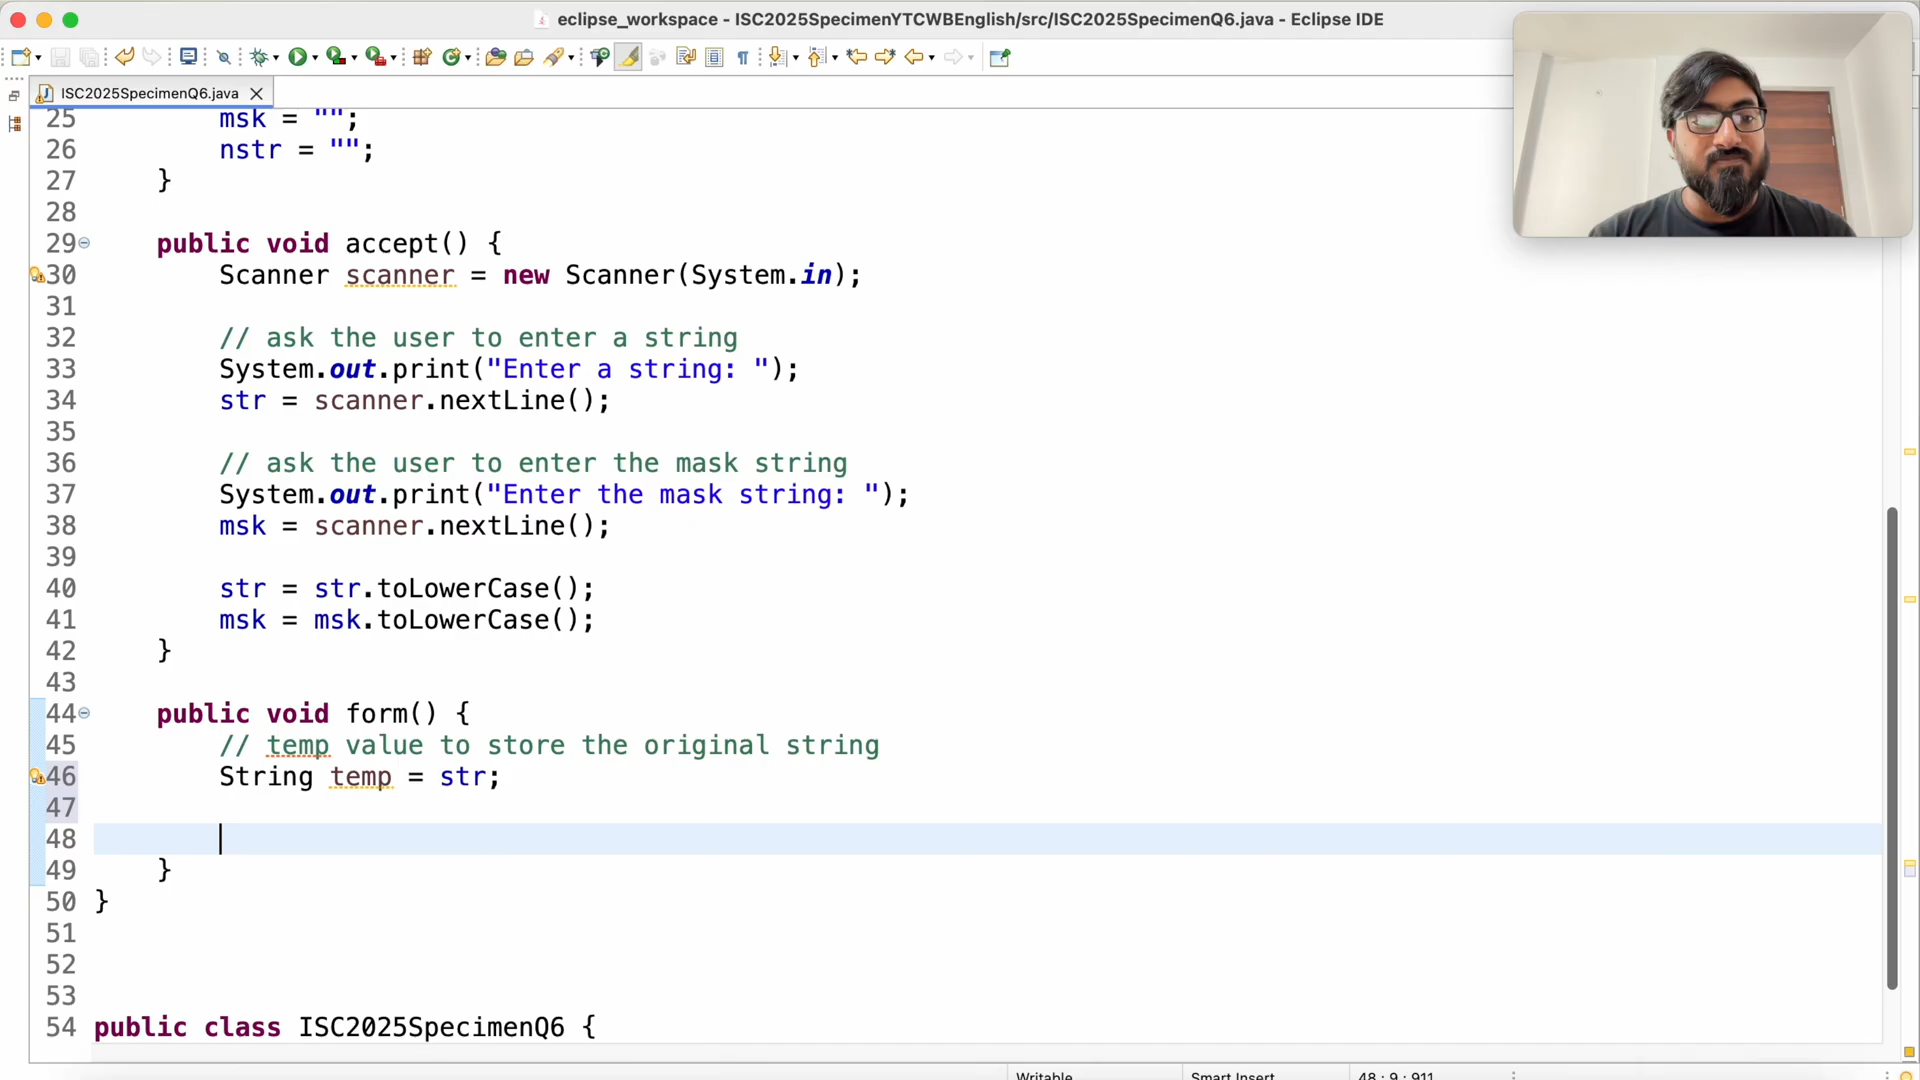 eclipse_workspace - ISC2025SpecimenYTCWBEnglish/src/ISC2025SpecimenQ6.java - Eclipse IDE
ISC2025SpecimenQ6.java
25 msk = "";
26 nstr = "";
27 }
28
29 public void accept() {
30 Scanner scanner = new Scanner(System.in);
31
32 // ask the user to enter a string
33 System.out.print("Enter a string: ");
34 str = scanner.nextLine();
35
36 // ask the user to enter the mask string
37 System.out.print("Enter the mask string: ");
38 msk = scanner.nextLine();
39
40 str = str.toLowerCase();
41 msk = msk.toLowerCase();
42 }
43
44 public void form() {
45 // temp value to store the original string
46 String temp = str;
47
48
49 }
50 }
51
52
53
54 public class ISC2025SpecimenQ6 {
Writable Smart Insert 48 : 9 : 911